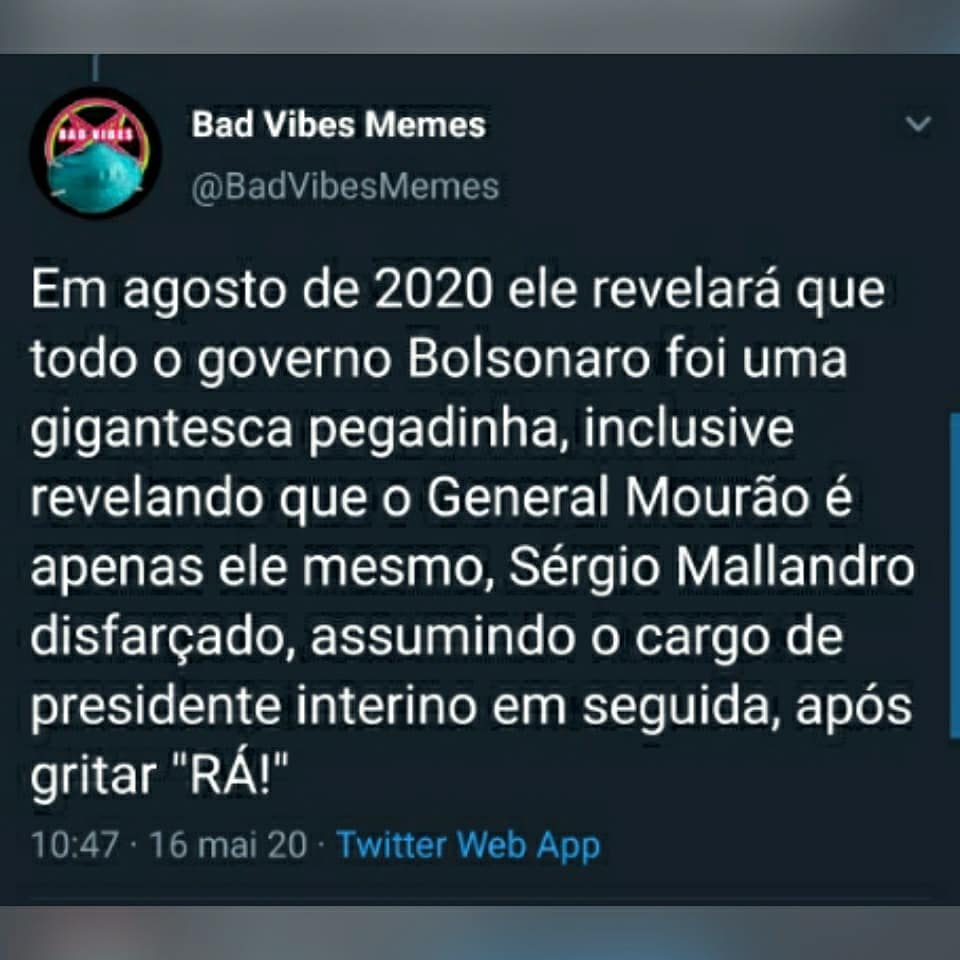 BAD VIBES
Bad Vibes Memes
@BadVibesMemes
Em agosto de 2020 ele revelará que
todo o governo Bolsonaro foi uma
gigantesca pegadinha, inclusive
revelando que o General Mourão é
apenas ele mesmo, Sérgio Mallandro
disfarçado, assumindo o cargo de
presidente interino em seguida, após
gritar "RÁ!"
10:47 · 16 mai 20 · Twitter Web App